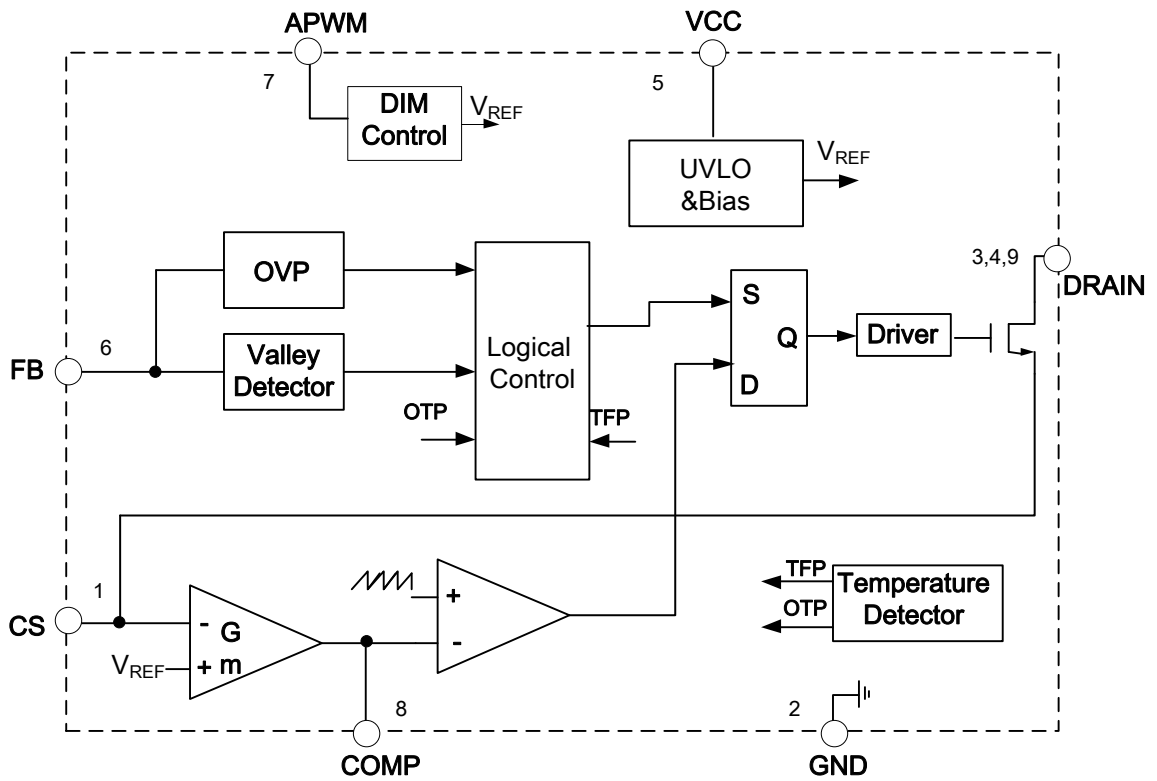 APWM
VCC
7
5
DIM
Control
VREF
UVLO
&Bias
VREF
OVP
3,4,9
DRAIN
S
Q
D
Driver
Logical
Control
FB
6
Valley
Detector
OTP
TFP
1
CS
- G
+ m
VREF
+
-
TFP
OTP
Temperature
Detector
8
2
COMP
GND